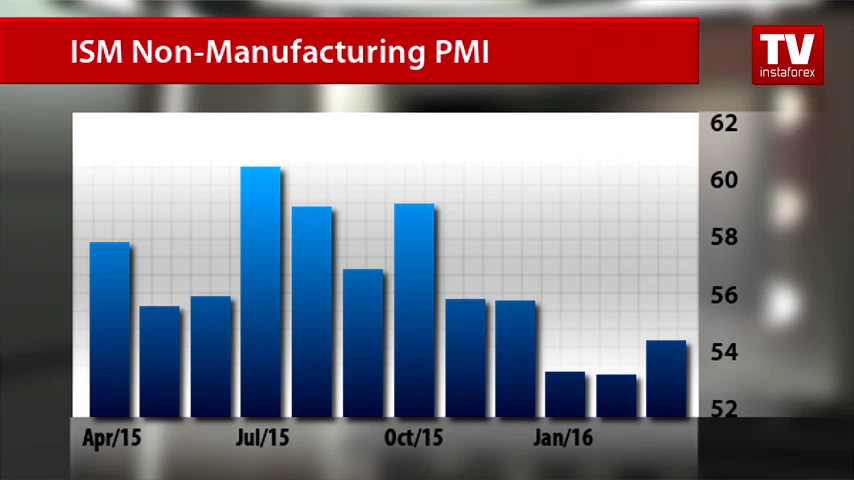 ISM Non-Manufacturing PMI
TV
instaforex
62
60
58
56
54
52
Apr/15
Jul/15
Oct/15
Jan/16